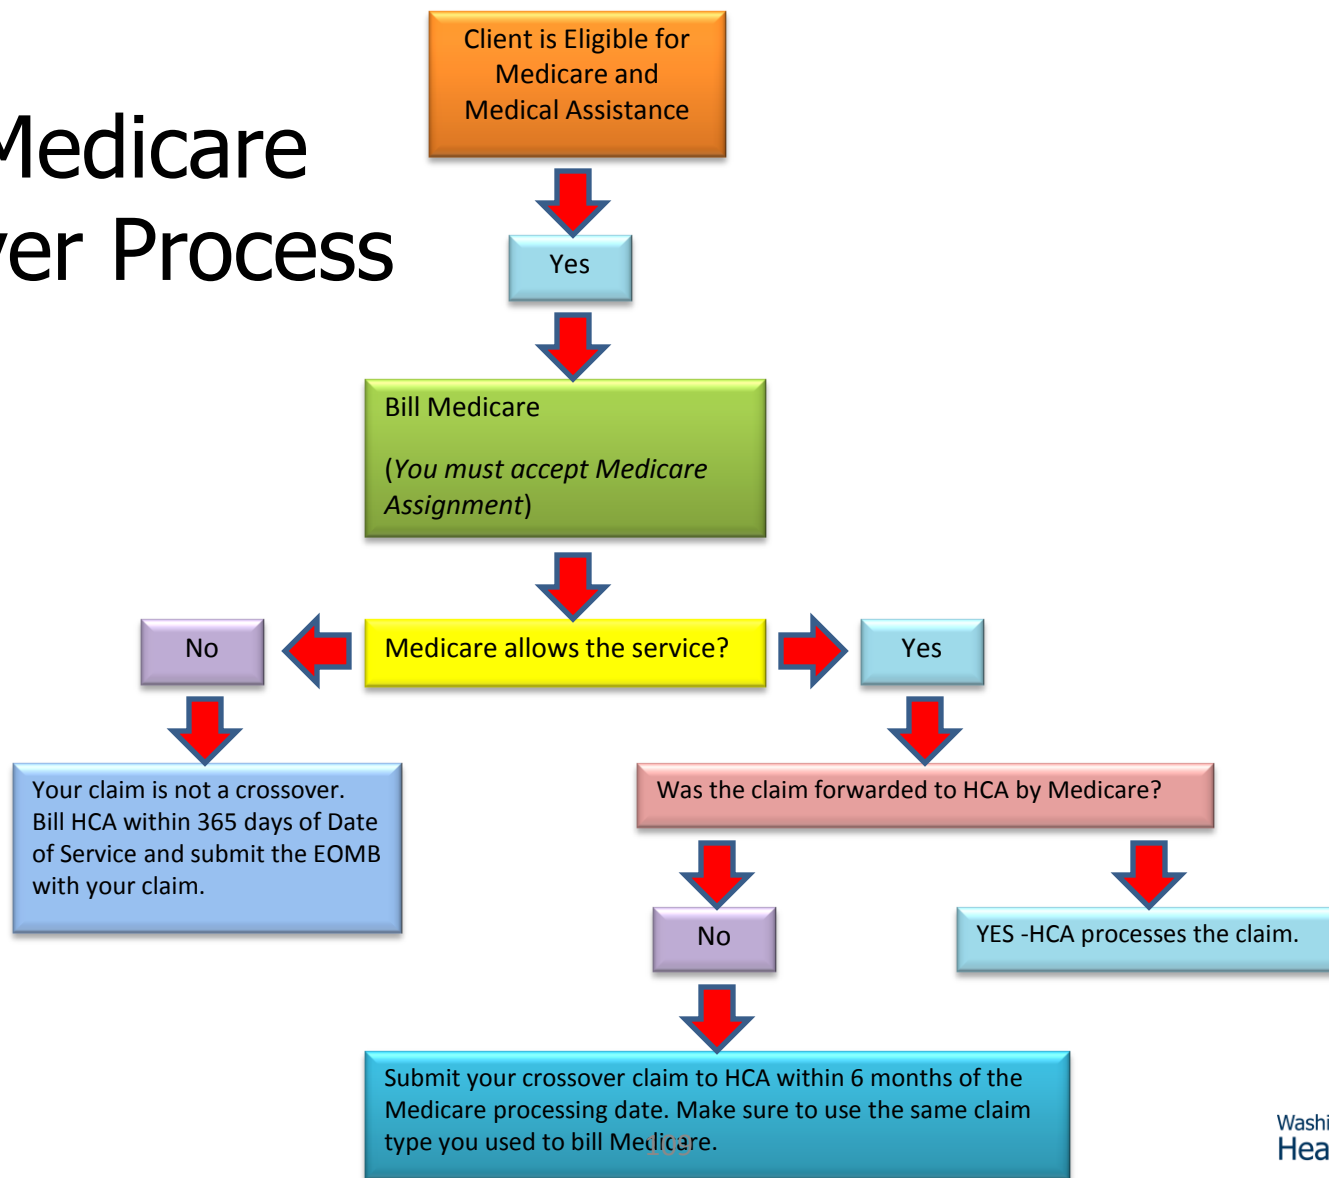 Client is Eligible for
Medicare and
Medical Assistance
Medicare
ver Process
Yes
Bill Medicare
(You must accept Medicare
Assignment)
No
Medicare allows the service?
Yes
Your claim is not a crossover.
Bill HCA within 365 days of Date
of Service and submit the EOMB
with your claim.
Was the claim forwarded to HCA by Medicare?
No
YES -HCA processes the claim.
Submit your crossover claim to HCA within 6 months of the
Medicare processing date. Make sure to use the same claim
type you used to bill Medicare.
109
Washi
Hea